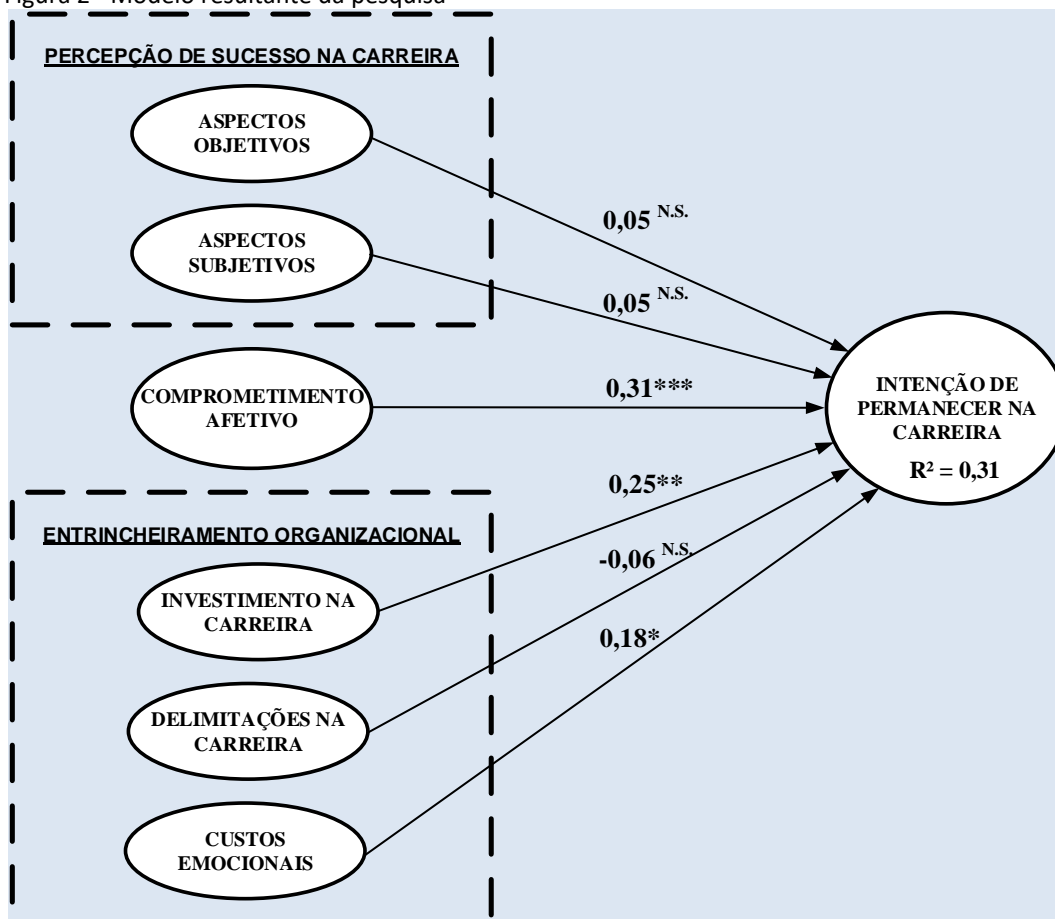 Figura 2 - Modelo resultante da pesquisa
PERCEPÇÃO DE SUCESSO NA CARREIRA
ASPECTOS
OBJETIVOS
0,05 N.S.
ASPECTOS
SUBJETIVOS
0,05 N.S.
COMPROMETIMENTO
AFETIVO
0,31***
INTENÇÃO DE
PERMANECER NA
CARREIRA
R² = 0,31
ENTRINCHEIRAMENTO ORGANIZACIONAL
0,25**
INVESTIMENTO NA
CARREIRA
-0,06 N.S.
DELIMITAÇÕES NA
CARREIRA
0,18*
CUSTOS
EMOCIONAIS